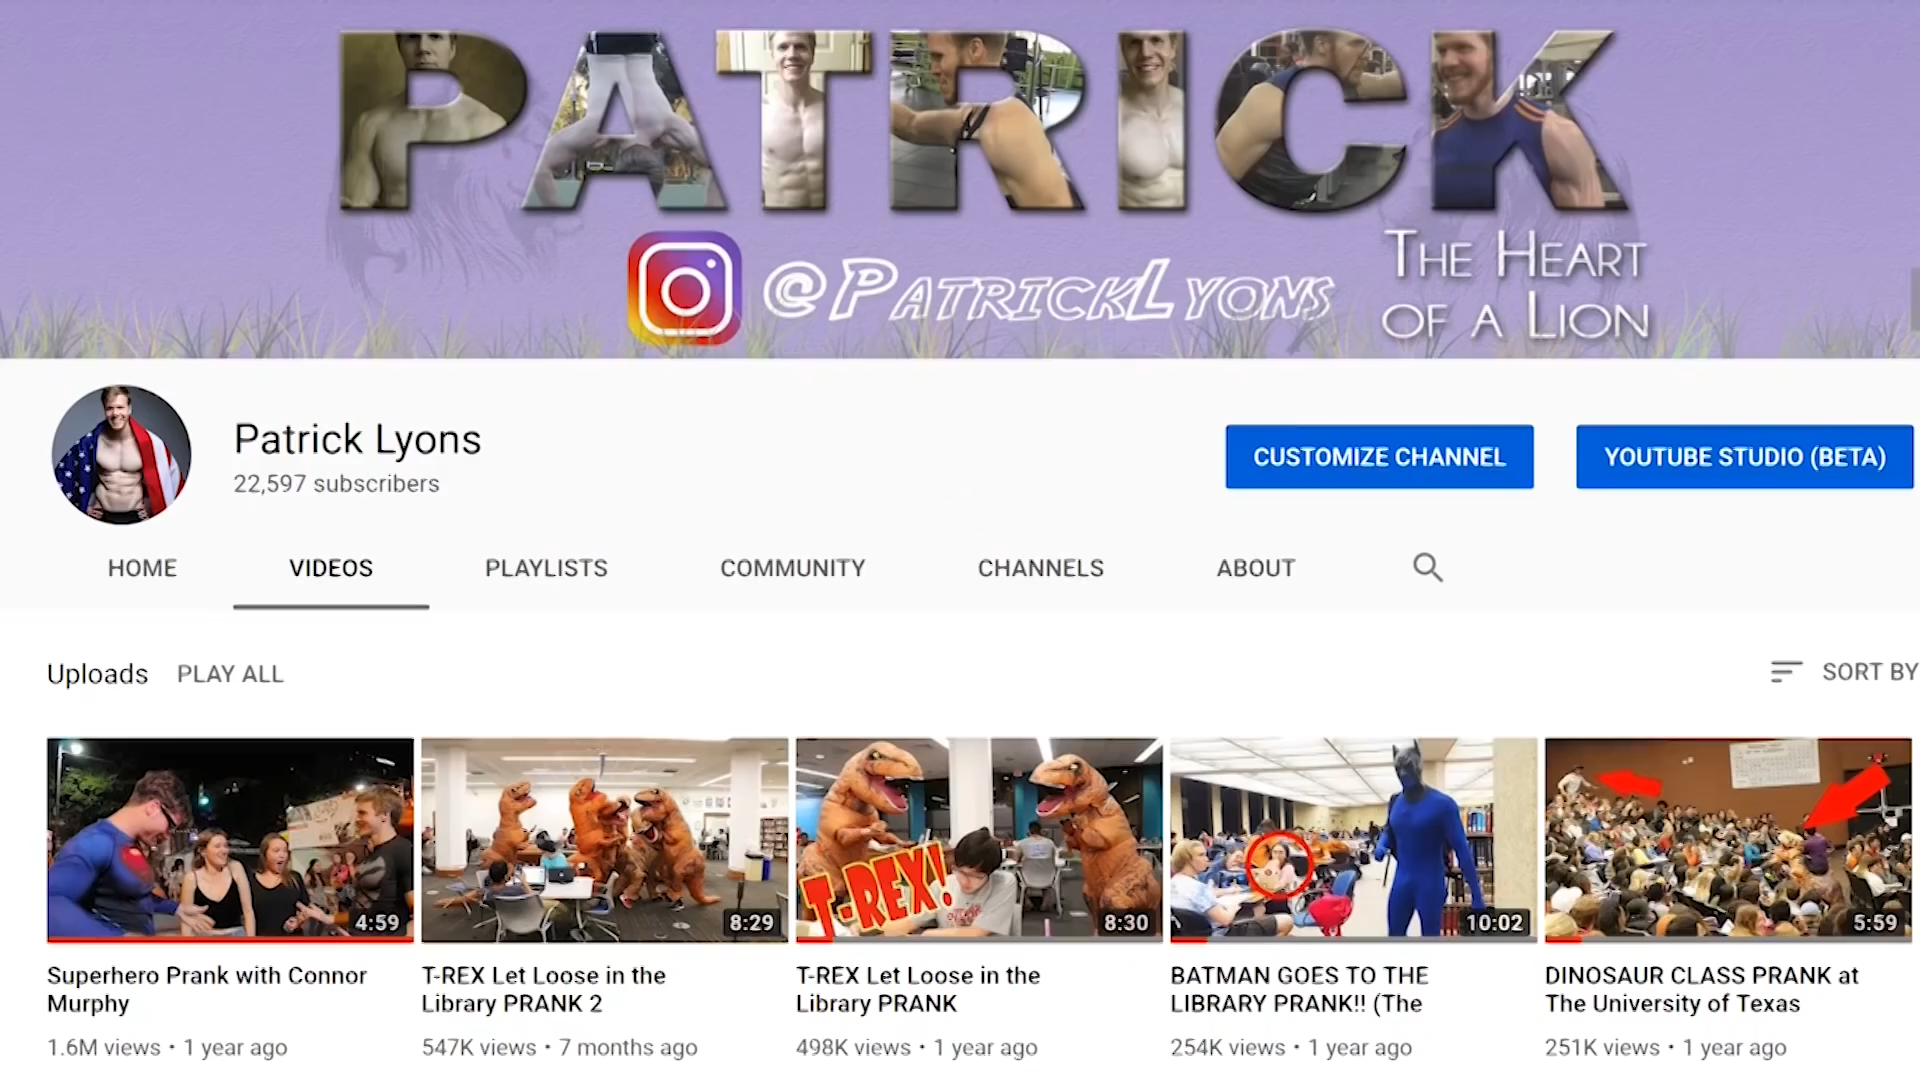 PATRICK
@PATRICKLYONS
THE HEART
OF A LION
Patrick Lyons
22,597 subscribers
CUSTOMIZE CHANNEL
YOUTUBE STUDIO (BETA)
HOME
VIDEOS
PLAYLISTS
COMMUNITY
CHANNELS
ABOUT
Uploads
PLAY ALL
SORT BY
4:59
T-REX!
8:29
8:30
10:02
5:59
Superhero Prank with Connor
Murphy
1.6M views • 1 year ago
T-REX Let Loose in the
Library PRANK 2
547K views • 7 months ago
T-REX Let Loose in the
Library PRANK
498K views • 1 year ago
BATMAN GOES TO THE
LIBRARY PRANK!! (The
254K views • 1 year ago
DINOSAUR CLASS PRANK at
The University of Texas
251K views • 1 year ago